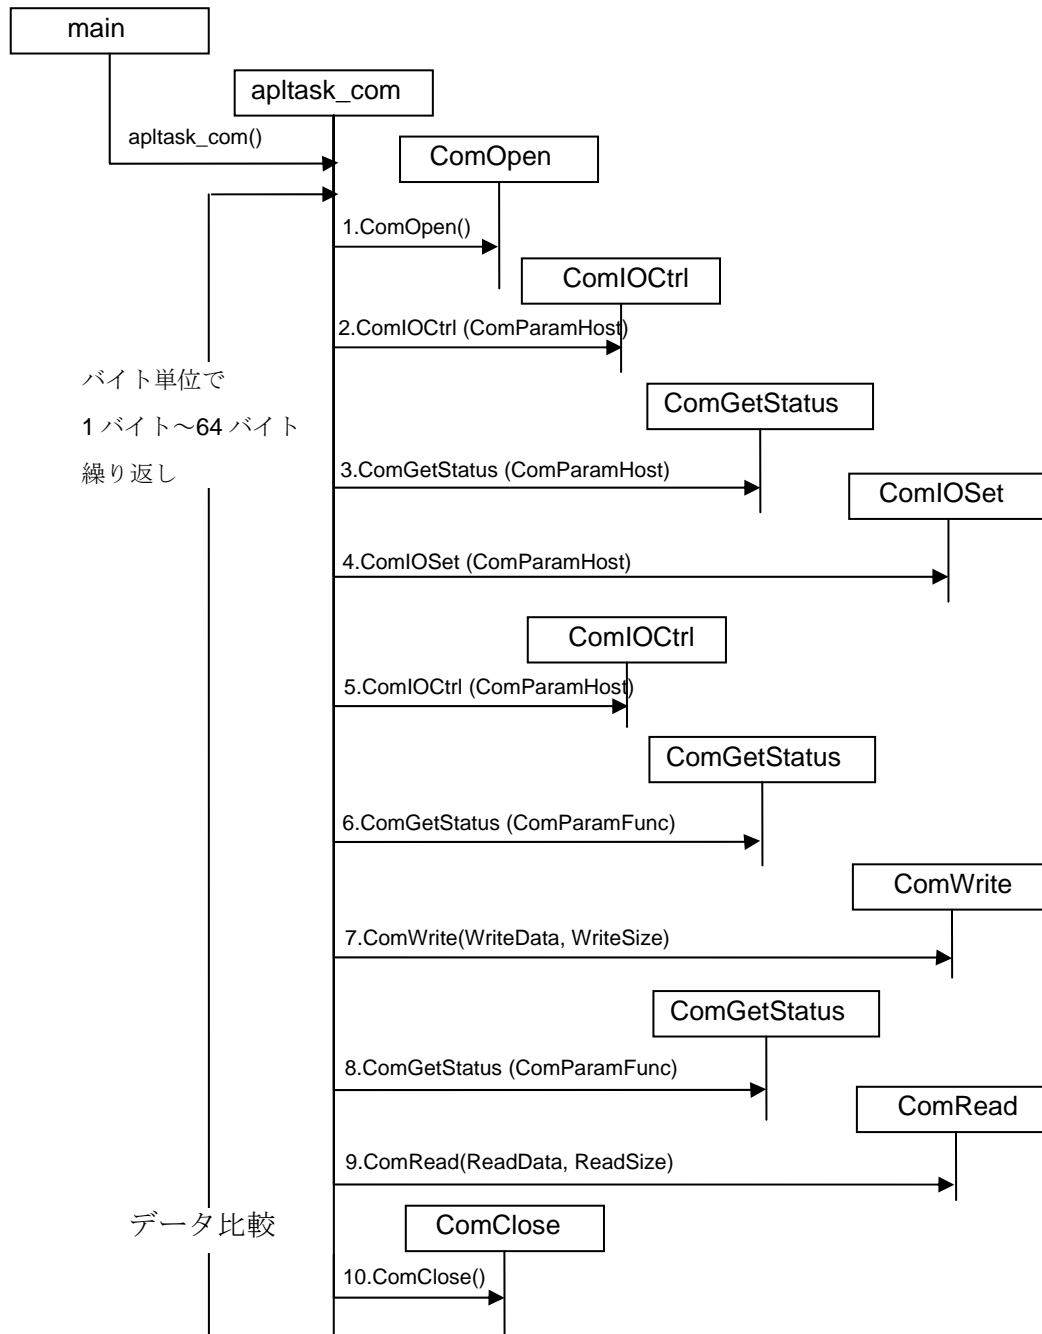 main
apltask_com
apltask_com()
ComOpen
1.ComOpen()
ComIOCtrl
2.ComIOCtrl (ComParamHost)
バイト単位で
1 バイト～64 バイト
繰り返し
ComGetStatus
3.ComGetStatus (ComParamHost)
ComIOSet
4.ComIOSet (ComParamHost)
ComIOCtrl
5.ComIOCtrl (ComParamHost)
ComGetStatus
6.ComGetStatus (ComParamFunc)
ComWrite
7.ComWrite(WriteData, WriteSize)
ComGetStatus
8.ComGetStatus (ComParamFunc)
ComRead
9.ComRead(ReadData, ReadSize)
データ比較
ComClose
10.ComClose()